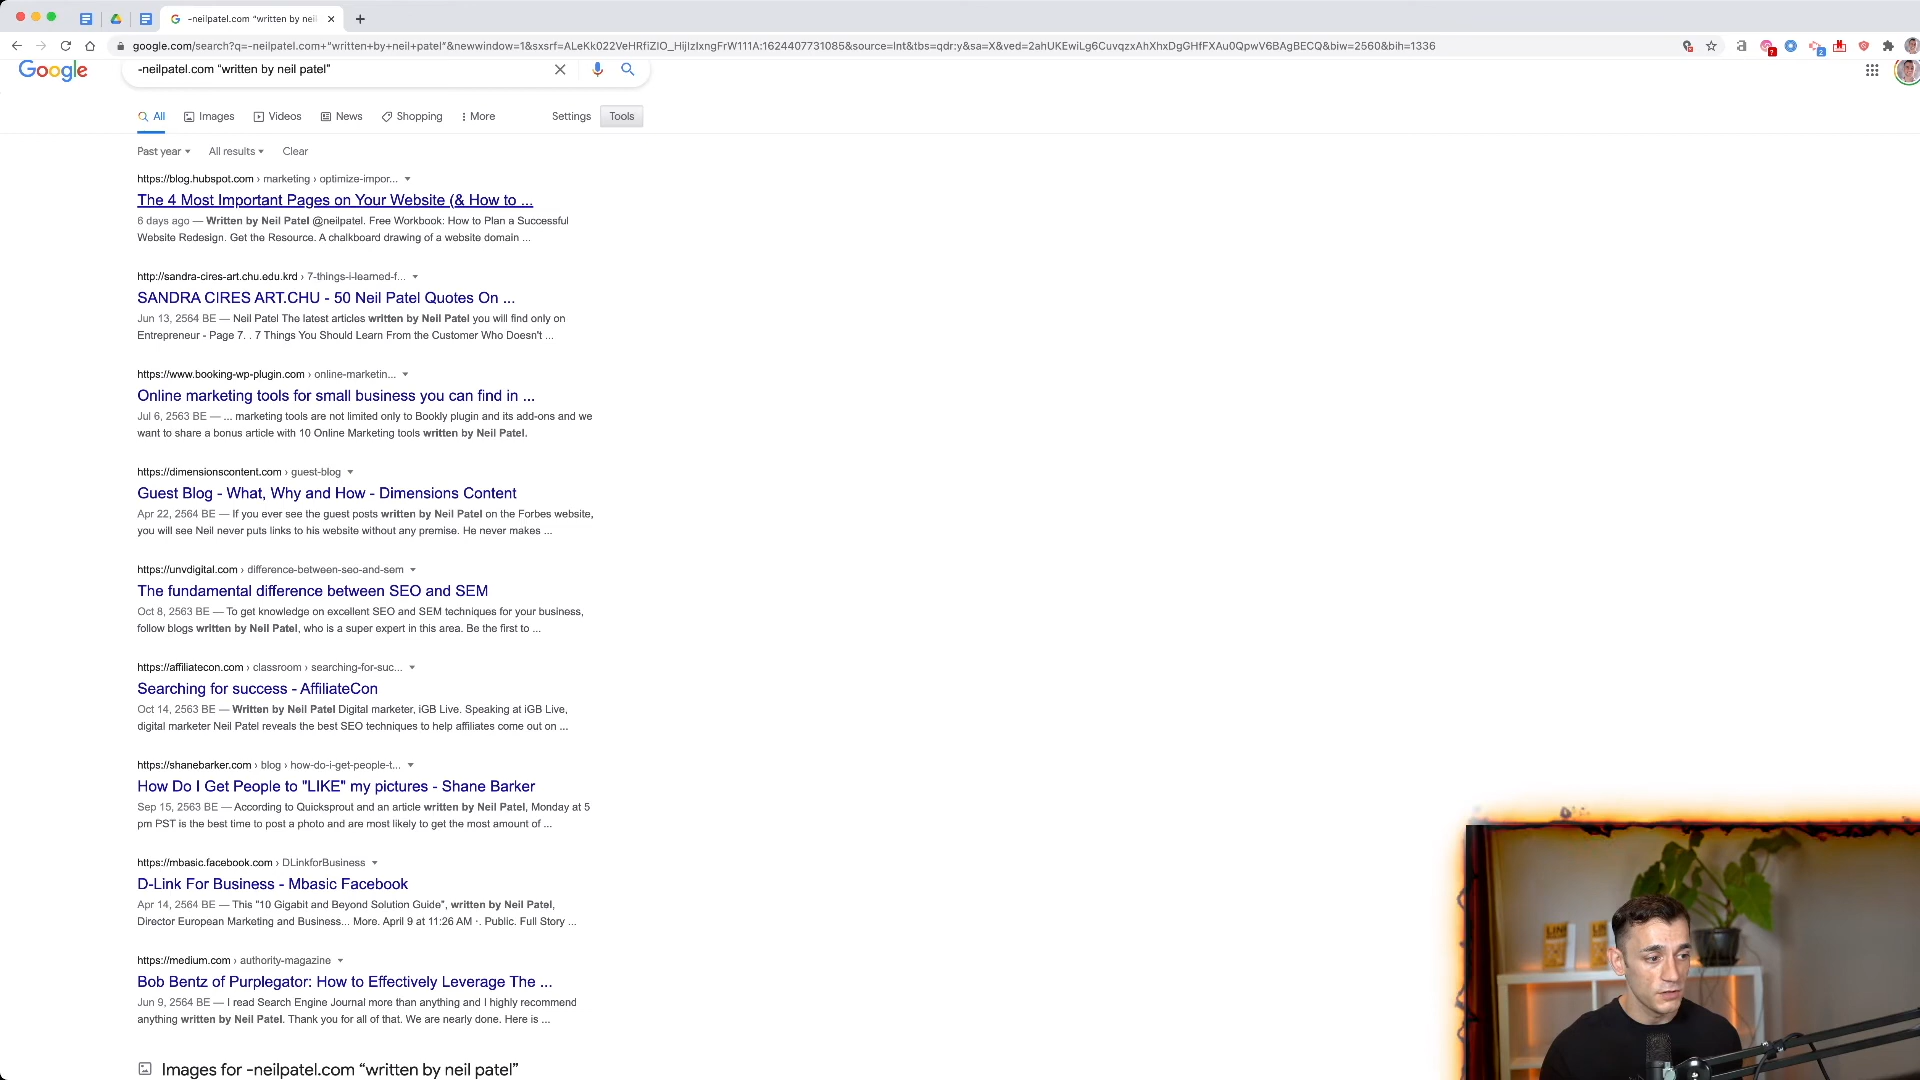 -neilpatel.com “written by neil
google.com/search?q=-neilpatel.com+“written+by+neil+patel”&newwindow=1&sxsrf=ALeKk022VeHRfiZlO_HijIzIxngFrW111A:1624407731085&source=lnt&tbs=qdr:y&sa=X&ved=2ahUKEwiLg6CuvqzxAhXhxDgGHfFXAu0QpwV6BAgBECQ&biw=2560&bih=1336
Google
-neilpatel.com “written by neil patel”
All Images Videos News Shopping More Settings Tools
Past year All results Clear
https://blog.hubspot.com › marketing › optimize-impor...
The 4 Most Important Pages on Your Website (& How to ...
6 days ago — Written by Neil Patel @neilpatel. Free Workbook: How to Plan a Successful
Website Redesign. Get the Resource. A chalkboard drawing of a website domain ...
http://sandra-cires-art.chu.edu.krd › 7-things-i-learned-f...
SANDRA CIRES ART.CHU - 50 Neil Patel Quotes On ...
Jun 13, 2564 BE — Neil Patel The latest articles written by Neil Patel you will find only on
Entrepreneur - Page 7. . 7 Things You Should Learn From the Customer Who Doesn't ...
https://www.booking-wp-plugin.com › online-marketin...
Online marketing tools for small business you can find in ...
Jul 6, 2563 BE — ... marketing tools are not limited only to Bookly plugin and its add-ons and we
want to share a bonus article with 10 Online Marketing tools written by Neil Patel.
https://dimensionscontent.com › guest-blog
Guest Blog - What, Why and How - Dimensions Content
Apr 22, 2564 BE — If you ever see the guest posts written by Neil Patel on the Forbes website,
you will see Neil never puts links to his website without any premise. He never makes ...
https://unvdigital.com › difference-between-seo-and-sem
The fundamental difference between SEO and SEM
Oct 8, 2563 BE — To get knowledge on excellent SEO and SEM techniques for your business,
follow blogs written by Neil Patel, who is a super expert in this area. Be the first to ...
https://affiliatecon.com › classroom › searching-for-suc...
Searching for success - AffiliateCon
Oct 14, 2563 BE — Written by Neil Patel Digital marketer, iGB Live. Speaking at iGB Live,
digital marketer Neil Patel reveals the best SEO techniques to help affiliates come out on ...
https://shanebarker.com › blog › how-do-i-get-people-t...
How Do I Get People to "LIKE" my pictures - Shane Barker
Sep 15, 2563 BE — According to Quicksprout and an article written by Neil Patel, Monday at 5
pm PST is the best time to post a photo and are most likely to get the most amount of ...
https://mbasic.facebook.com › DLinkforBusiness
D-Link For Business - Mbasic Facebook
Apr 14, 2564 BE — This "10 Gigabit and Beyond Solution Guide", written by Neil Patel,
Director European Marketing and Business... More. April 9 at 11:26 AM ·. Public. Full Story ...
https://medium.com › authority-magazine
Bob Bentz of Purplegator: How to Effectively Leverage The ...
Jun 9, 2564 BE — I read Search Engine Journal more than anything and I highly recommend
anything written by Neil Patel. Thank you for all of that. We are nearly done. Here is ...
Images for -neilpatel.com “written by neil patel”